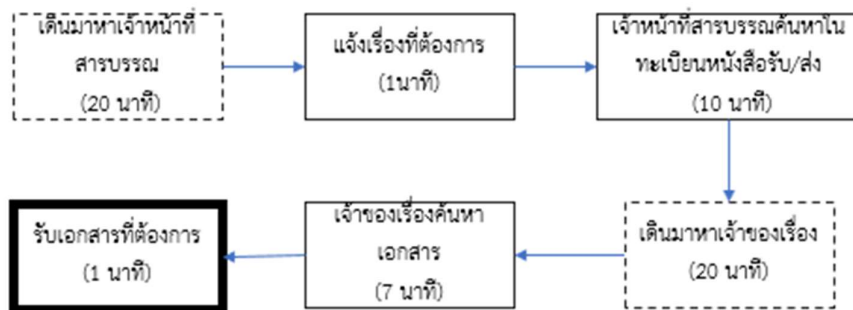 เดินมาหาเจ้าหน้าที่
สารบรรณ
(20 นาที)
แจ้งเรื่องที่ต้องการ
(1นาที)
เจ้าหน้าที่สารบรรณค้นหาใน
ทะเบียนหนังสือรับ/ส่ง
(10 นาที)
เดินมาหาเจ้าของเรื่อง
(20 นาที)
เจ้าของเรื่องค้นหา
เอกสาร
(7 นาที)
รับเอกสารที่ต้องการ
(1 นาที)